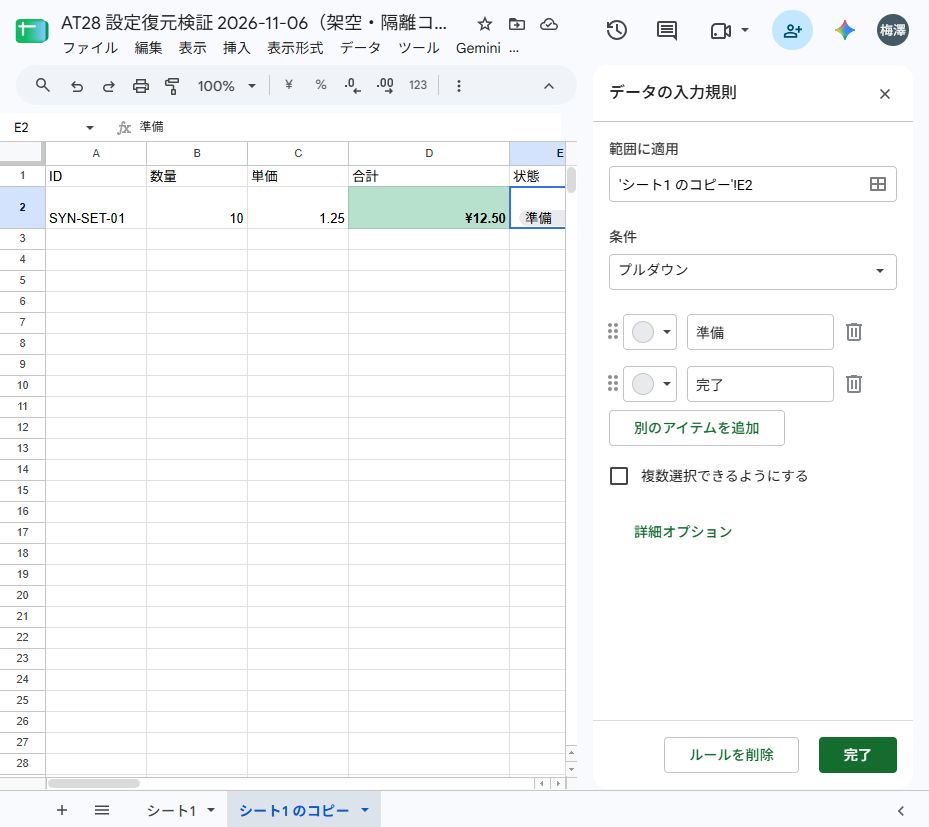 AT28 設定復元検証 2026-11-06（架空・隔離コ...
ファイル 編集 表示 挿入 表示形式 データ ツール Gemini ...
梅澤
100% ¥ % .0 .00 123
E2 fx 準備
A B C D E
1 ID 数量 単価 合計 状態
2 SYN-SET-01 10 1.25 ¥12.50 準備
3
4
5
6
7
8
9
10
11
12
13
14
15
16
17
18
19
20
21
22
23
24
25
26
27
28
シート1 シート1 のコピー
データの入力規則
範囲に適用
'シート1 のコピー'!E2
条件
プルダウン
準備
完了
別のアイテムを追加
複数選択できるようにする
詳細オプション
ルールを削除 完了